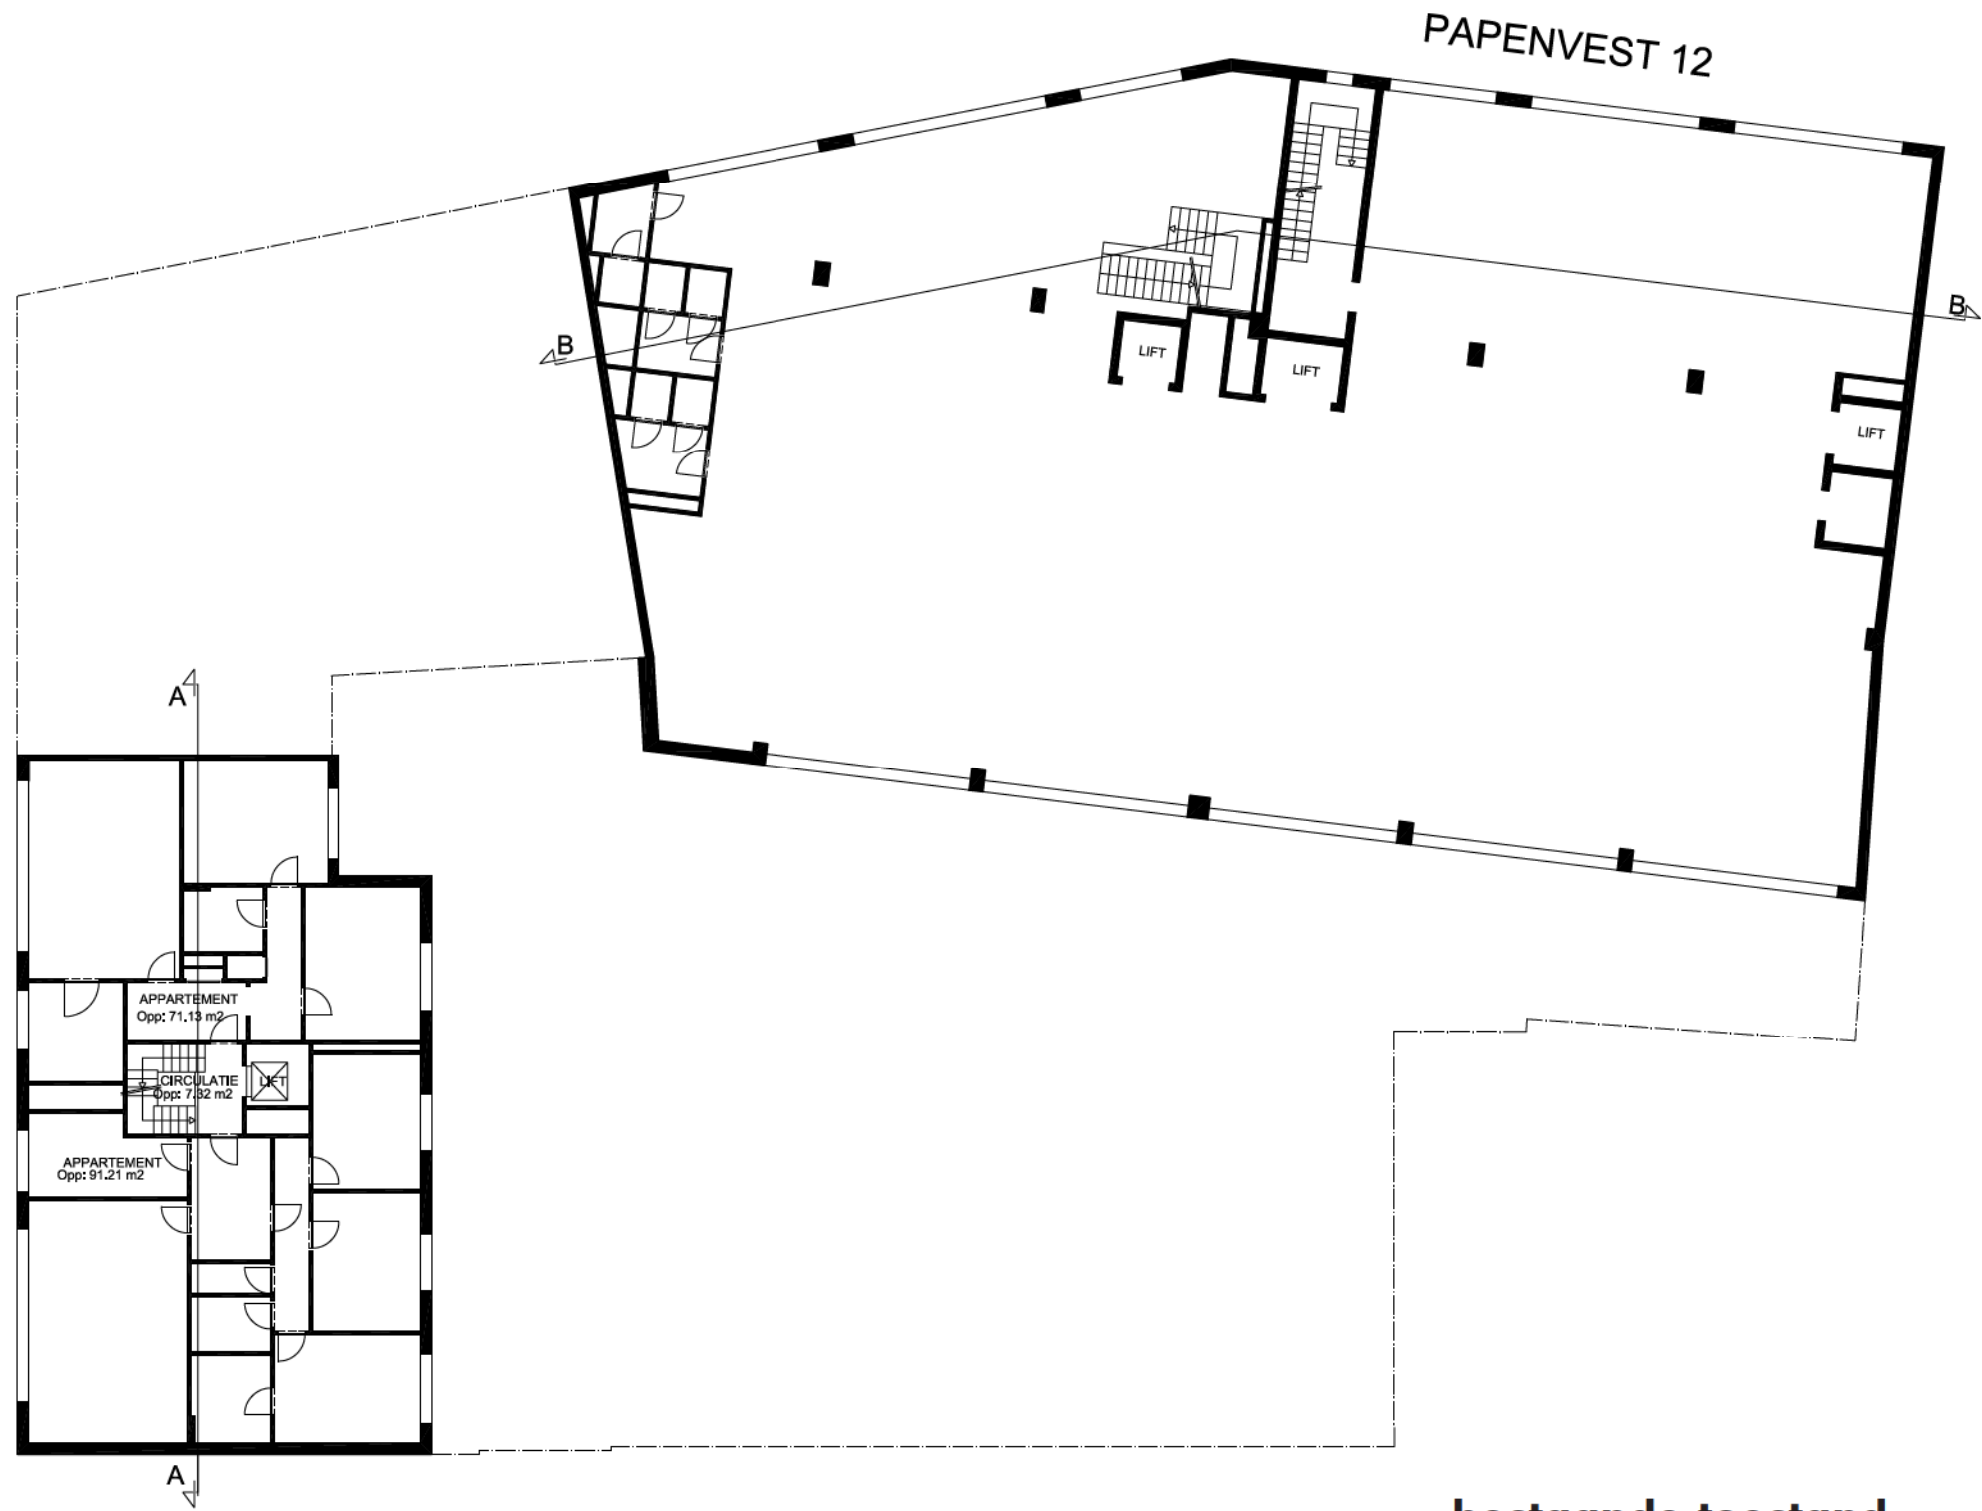 PAPENVEST 12
B
B
LIFT
LIFT
LIFT
A
APPARTEMENT
Opp: 71.13 m2
CIRCULATIE
Opp: 7.32 m2
LIFT
APPARTEMENT
Opp: 91.21 m2
A